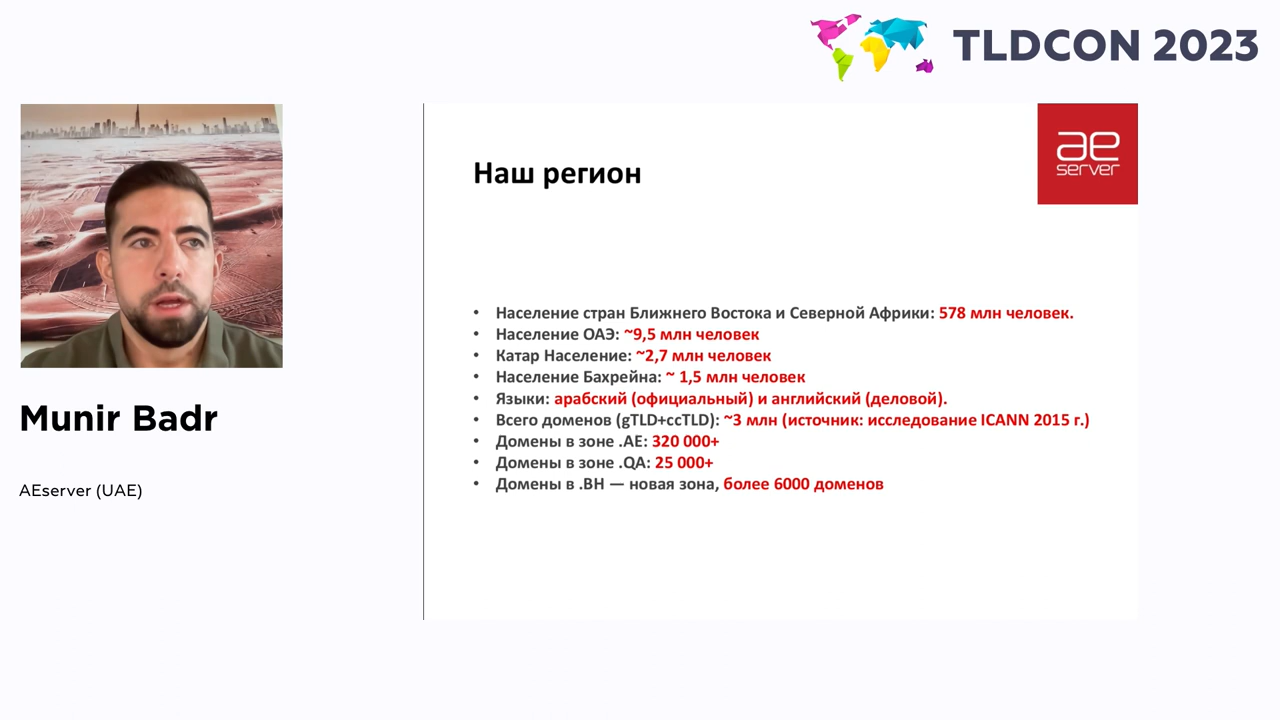 TLDCON 2023
ae
server
Наш регион
• Население стран Ближнего Востока и Северной Африки: 578 млн человек.
• Население ОАЭ: ~9,5 млн человек
• Катар Население: ~2,7 млн человек
• Население Бахрейна: ~ 1,5 млн человек
• Языки: арабский (официальный) и английский (деловой).
• Всего доменов (gTLD+ccTLD): ~3 млн (источник: исследование ICANN 2015 г.)
• Домены в зоне .AE: 320 000+
• Домены в зоне .QA: 25 000+
• Домены в .BH — новая зона, более 6000 доменов
Munir Badr
AEserver (UAE)